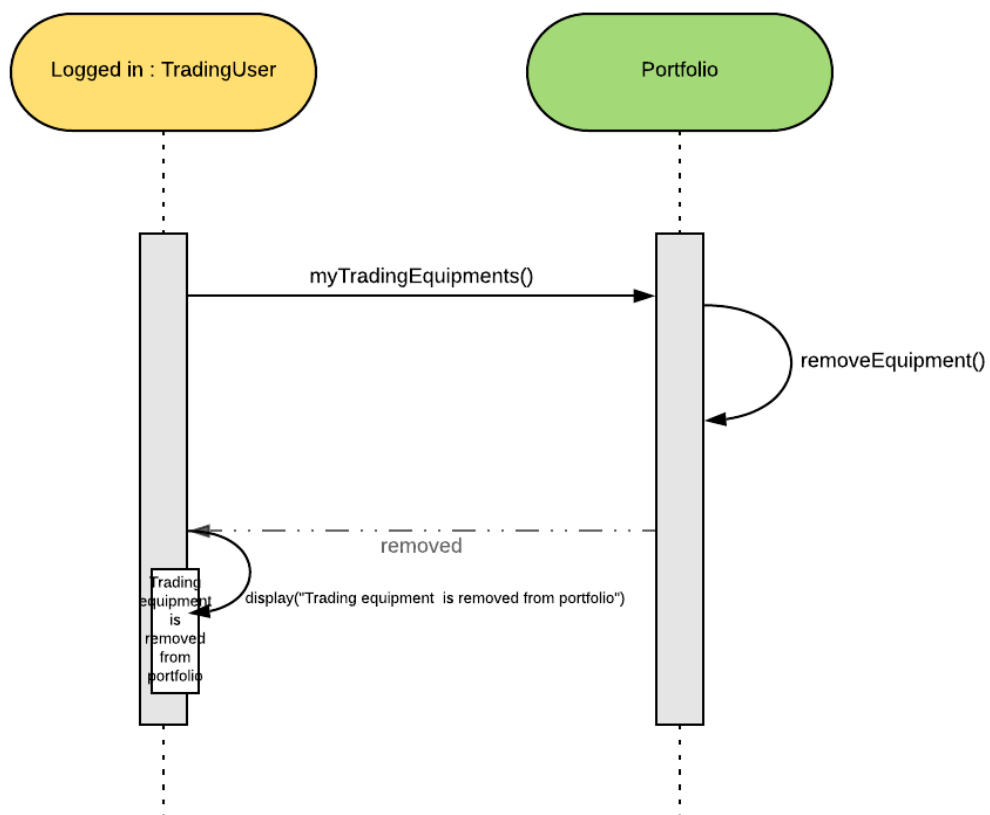 Logged in : TradingUser
Portfolio
myTradingEquipments()
removeEquipment()
removed
display("Trading equipment  is removed from portfolio")
Trading
equipment
is
removed
from
portfolio